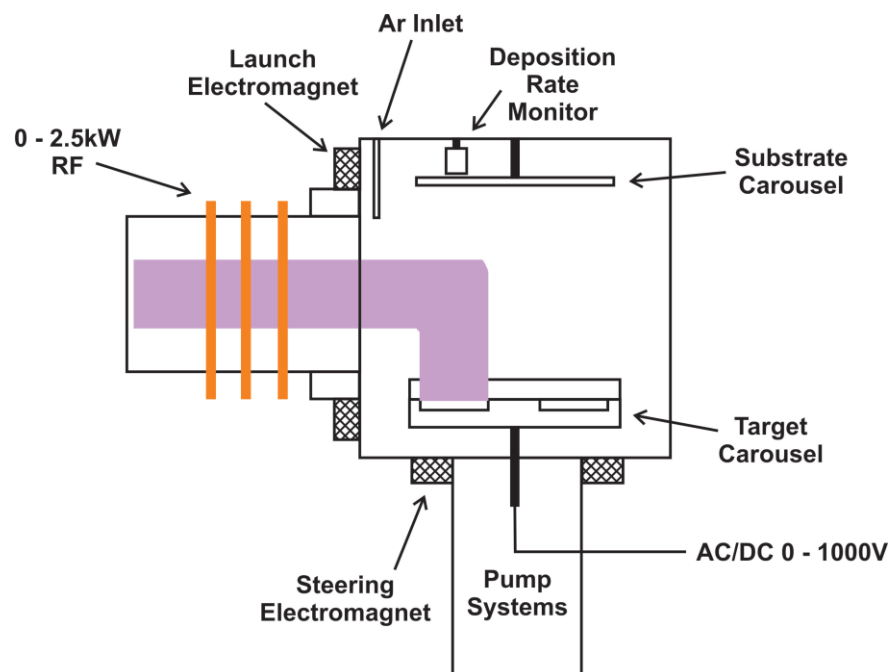 Ar Inlet
Launch
Electromagnet
Deposition
Rate
Monitor
0 - 2.5kW
RF
Substrate
Carousel
Target
Carousel
AC/DC 0 - 1000V
Steering
Electromagnet
Pump
Systems